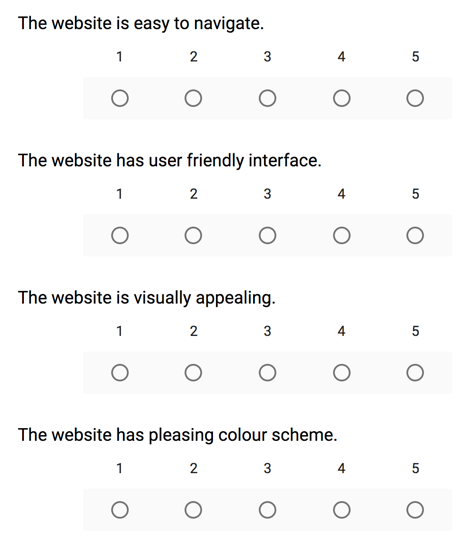 The website is easy to navigate.
1 2 3 4 5
The website has user friendly interface.
1 2 3 4 5
The website is visually appealing.
1 2 3 4 5
The website has pleasing colour scheme.
1 2 3 4 5